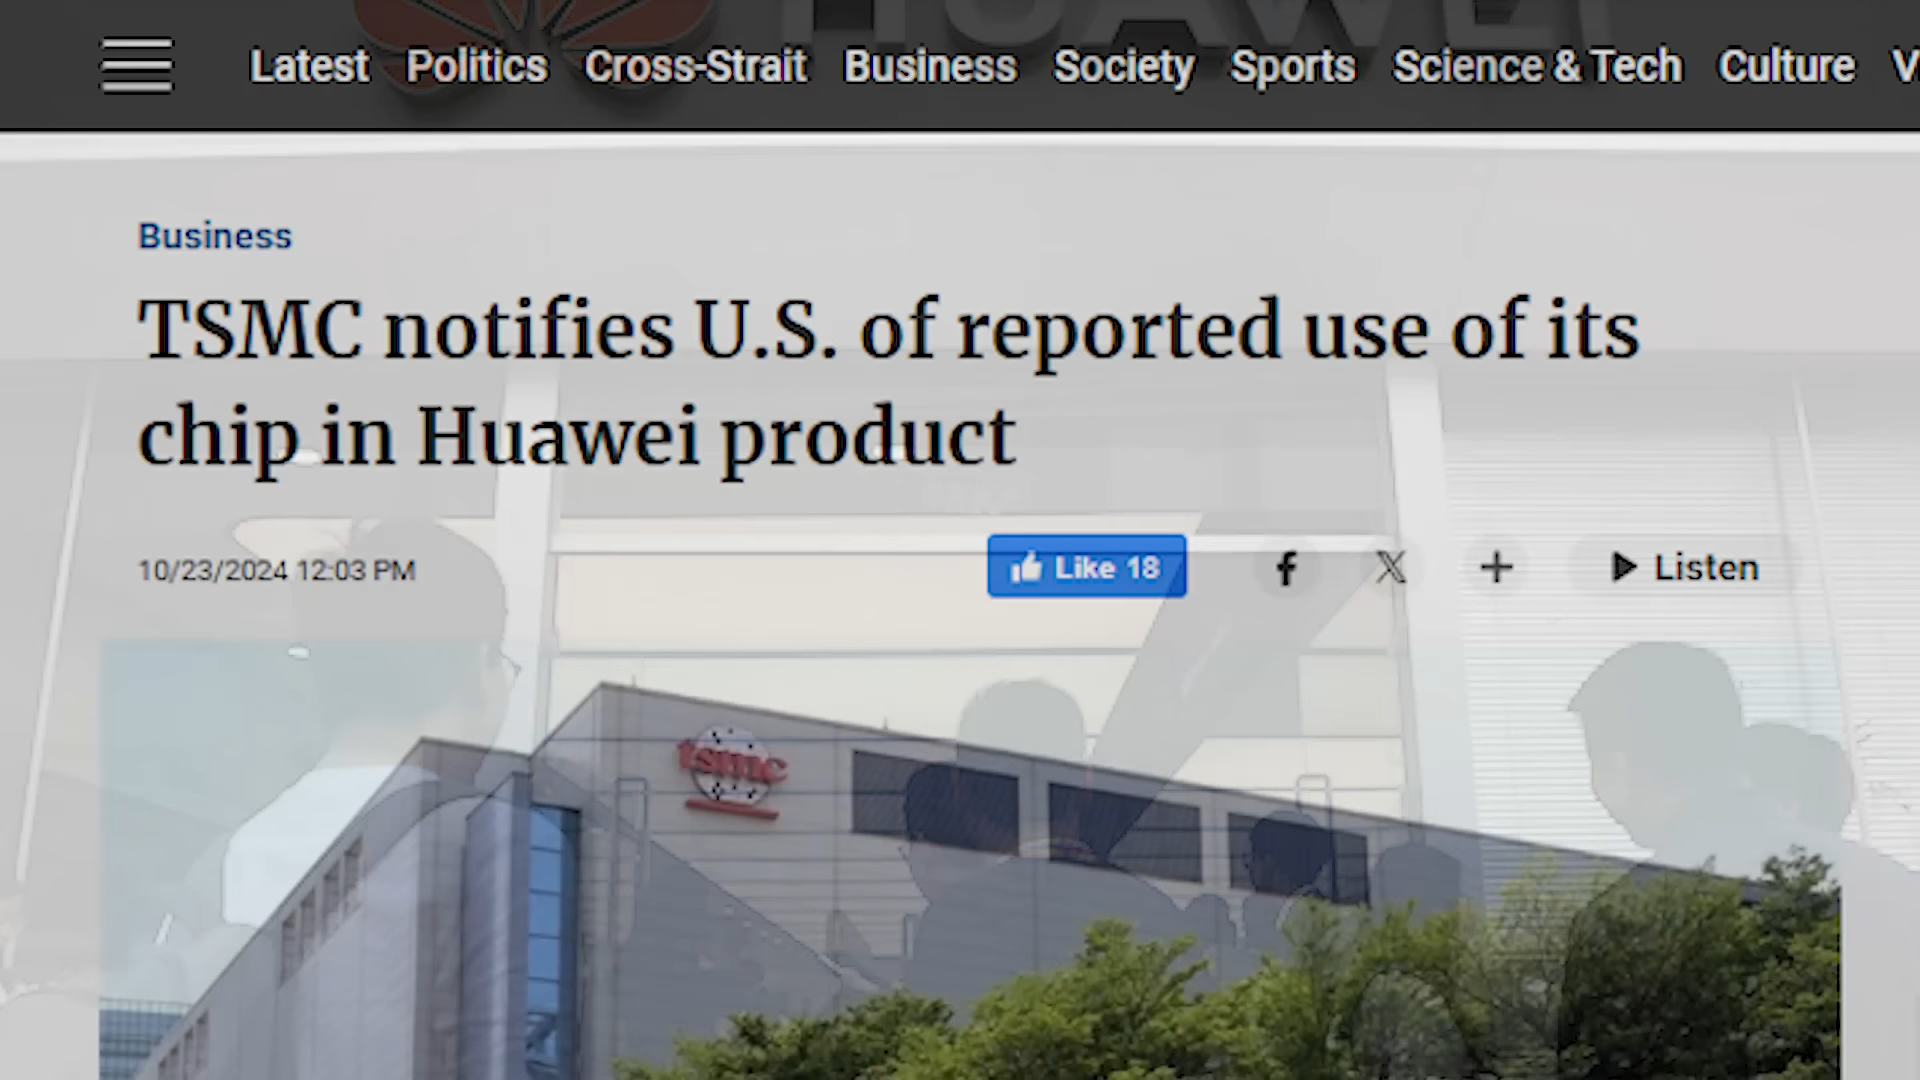 HUAWEI
Latest Politics Cross-Strait Business Society Sports Science & Tech Culture V
Business
TSMC notifies U.S. of reported use of its
chip in Huawei product
10/23/2024 12:03 PM
Like 18
Listen
tsmc